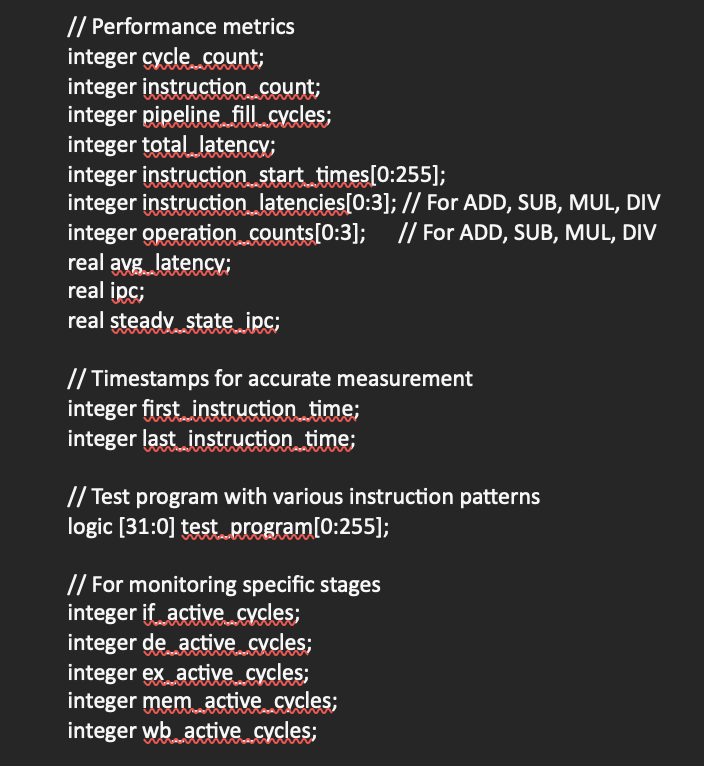 // Performance metrics
integer cycle_count;
integer instruction_count;
integer pipeline_fill_cycles;
integer total_latency;
integer instruction_start_times[0:255];
integer instruction_latencies[0:3]; // For ADD, SUB, MUL, DIV
integer operation_counts[0:3];    // For ADD, SUB, MUL, DIV
real avg_latency;
real ipc;
real steady_state_ipc;

// Timestamps for accurate measurement
integer first_instruction_time;
integer last_instruction_time;

// Test program with various instruction patterns
logic [31:0] test_program[0:255];

// For monitoring specific stages
integer if_active_cycles;
integer de_active_cycles;
integer ex_active_cycles;
integer mem_active_cycles;
integer wb_active_cycles;